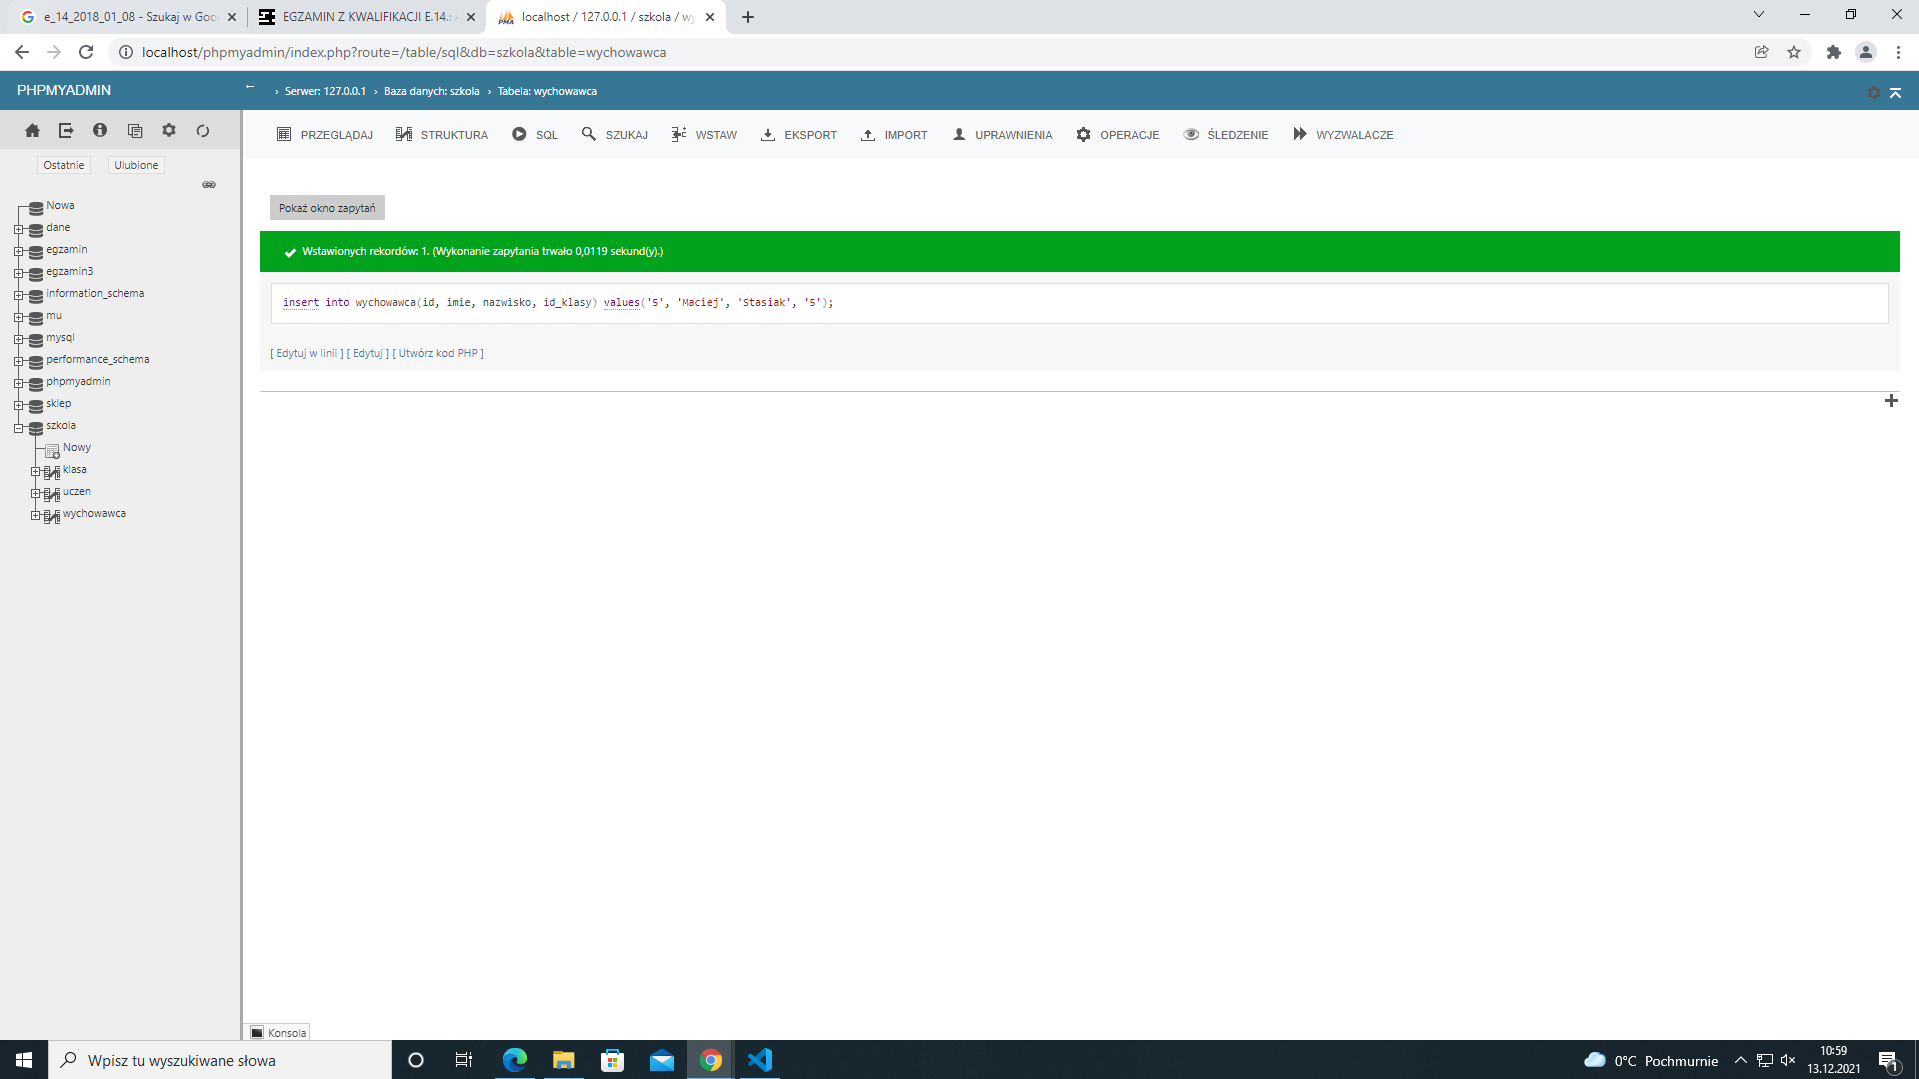 e_14_2018_01_08 - Szukaj w Goo
EGZAMIN Z KWALIFIKACJI E.14.:
localhost / 127.0.0.1 / szkola / wy
localhost/phpmyadmin/index.php?route=/table/sql&db=szkola&table=wychowawca
PHPMYADMIN
Serwer: 127.0.0.1 › Baza danych: szkola › Tabela: wychowawca
PRZEGLĄDAJ STRUKTURA SQL SZUKAJ WSTAW EKSPORT IMPORT UPRAWNIENIA OPERACJE ŚLEDZENIE WYZWALACZE
Ostatnie Ulubione
Nowa
dane
egzamin
egzamin3
information_schema
mu
mysql
performance_schema
phpmyadmin
sklep
szkola
Nowy
klasa
uczen
wychowawca
Pokaż okno zapytań
Wstawionych rekordów: 1. (Wykonanie zapytania trwało 0,0119 sekund(y).)
insert into wychowawca(id, imie, nazwisko, id_klasy) values('5', 'Maciej', 'Stasiak', '5');
[ Edytuj w linii ] [ Edytuj ] [ Utwórz kod PHP ]
Konsola
Wpisz tu wyszukiwane słowa
0°C Pochmurnie
10:59
13.12.2021
1